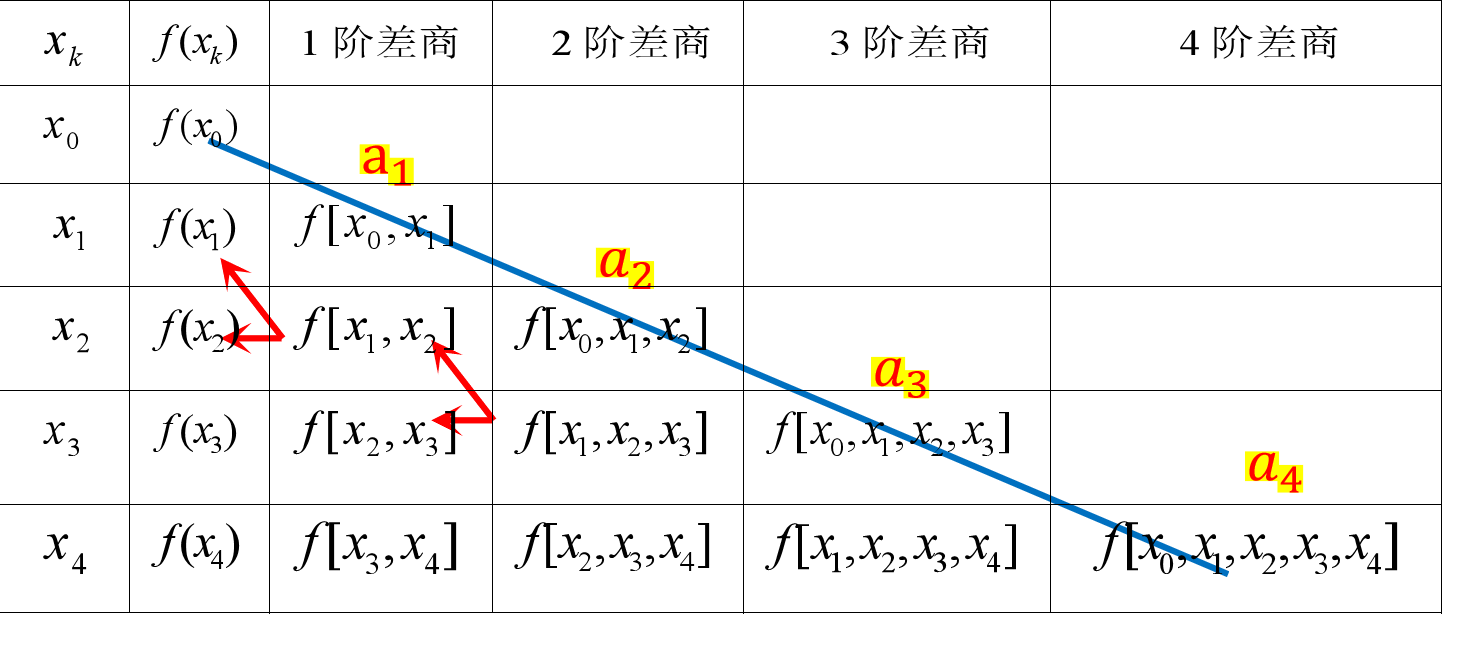 x_k f(x_k) 1 阶差商 2 阶差商 3 阶差商 4 阶差商
x_0 f(x_0)
a_1
x_1 f(x_1) f[x_0, x_1]
a_2
x_2 f(x_2) f[x_1, x_2] f[x_0, x_1, x_2]
a_3
x_3 f(x_3) f[x_2, x_3] f[x_1, x_2, x_3] f[x_0, x_1, x_2, x_3]
a_4
x_4 f(x_4) f[x_3, x_4] f[x_2, x_3, x_4] f[x_1, x_2, x_3, x_4] f[x_0, x_1, x_2, x_3, x_4]